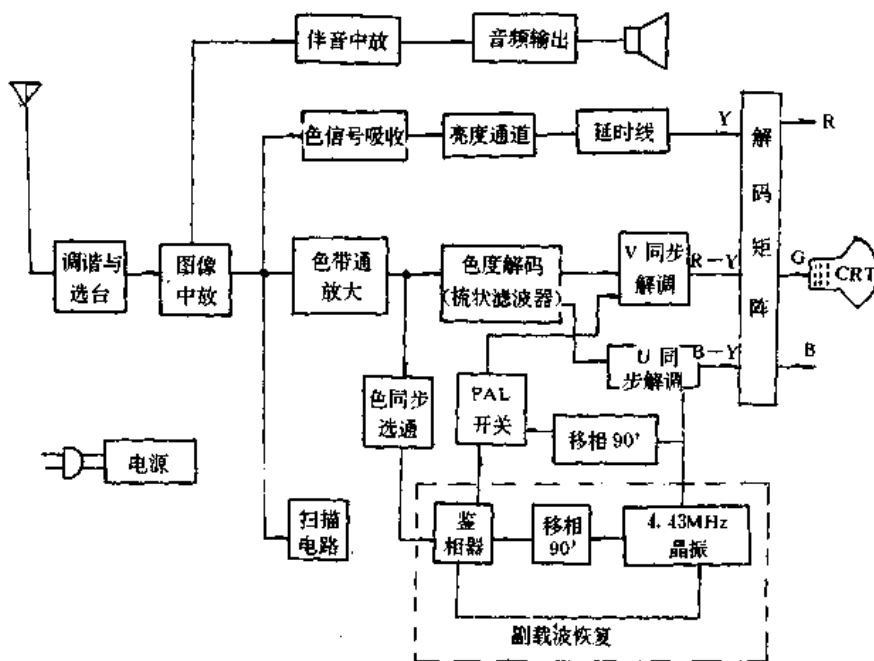 伴音中放
音频输出
色信号吸收
亮度通道
延时线
Y
解
码
矩
阵
R
调谐与
选台
图像
中放
色带通
放大
色度解码
(梳状滤波器)
V 同步
解调
R-Y
G
CRT
U 同
步解调
B-Y
B
色同步
选通
PAL
开关
移相 90'
电源
扫描
电路
鉴
相器
移相
90'
4.43MHz
晶振
副载波恢复